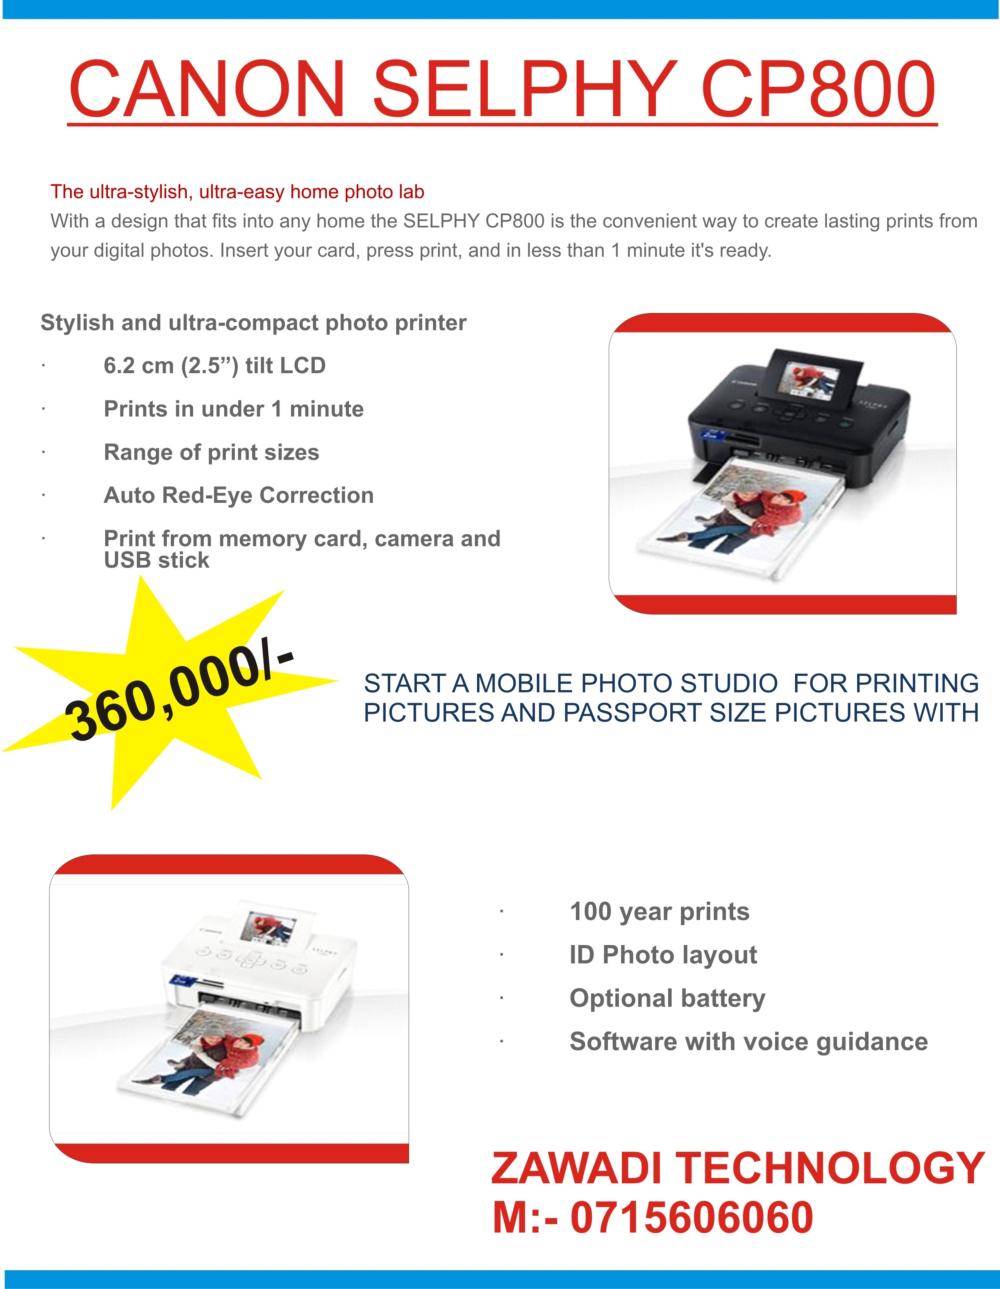 CANON SELPHY CP800
The ultra-stylish, ultra-easy home photo lab
With a design that fits into any home the SELPHY CP800 is the convenient way to create lasting prints from
your digital photos. Insert your card, press print, and in less than 1 minute it's ready.
Stylish and ultra-compact photo printer
· 6.2 cm (2.5”) tilt LCD
· Prints in under 1 minute
· Range of print sizes
· Auto Red-Eye Correction
· Print from memory card, camera and
USB stick
Canon
SELPHY
360,000/-
START A MOBILE PHOTO STUDIO FOR PRINTING
PICTURES AND PASSPORT SIZE PICTURES WITH
Canon
SELPHY
· 100 year prints
· ID Photo layout
· Optional battery
· Software with voice guidance
ZAWADI TECHNOLOGY
M:- 0715606060